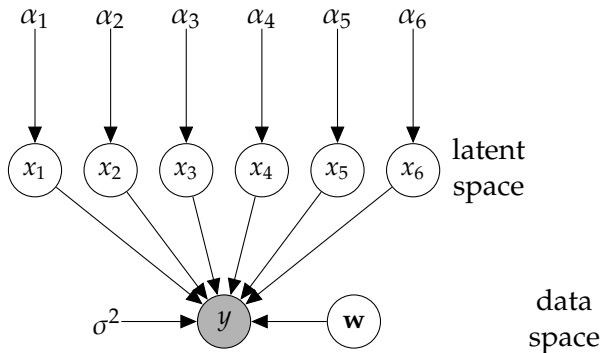 α₁ α₂ α₃ α₄ α₅ α₆
x₁ x₂ x₃ x₄ x₅ x₆ latent
space
σ² y w data
space